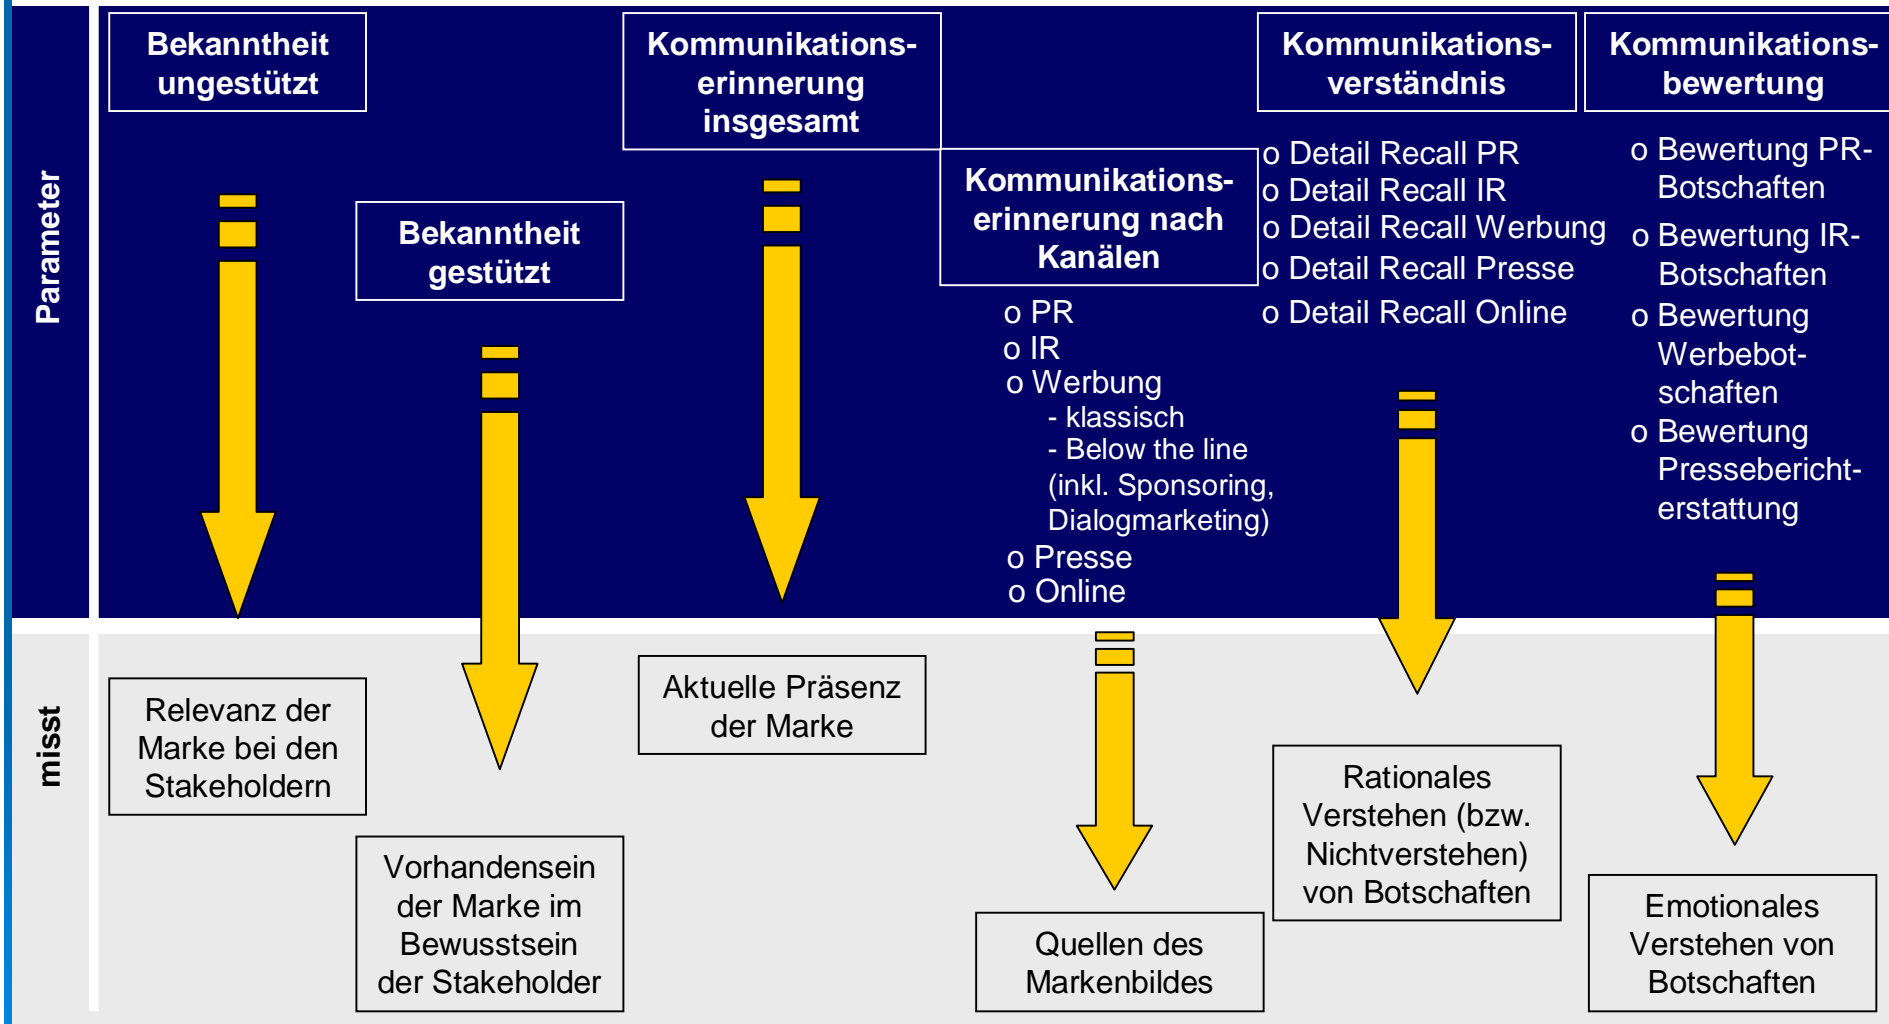 Parameter
Bekanntheit
ungestützt
Bekanntheit
gestützt
Kommunikations-
erinnerung
insgesamt
Kommunikations-
erinnerung nach
Kanälen
o PR
o IR
o Werbung
- klassisch
- Below the line
(inkl. Sponsoring,
Dialogmarketing)
o Presse
o Online
Kommunikations-
verständnis
o Detail Recall PR
o Detail Recall IR
o Detail Recall Werbung
o Detail Recall Presse
o Detail Recall Online
Kommunikations-
bewertung
o Bewertung PR-
Botschaften
o Bewertung IR-
Botschaften
o Bewertung
Werbebot-
schaften
o Bewertung
Pressebericht-
erstattung
misst
Relevanz der
Marke bei den
Stakeholdern
Vorhandensein
der Marke im
Bewusstsein
der Stakeholder
Aktuelle Präsenz
der Marke
Quellen des
Markenbildes
Rationales
Verstehen (bzw.
Nichtverstehen)
von Botschaften
Emotionales
Verstehen von
Botschaften